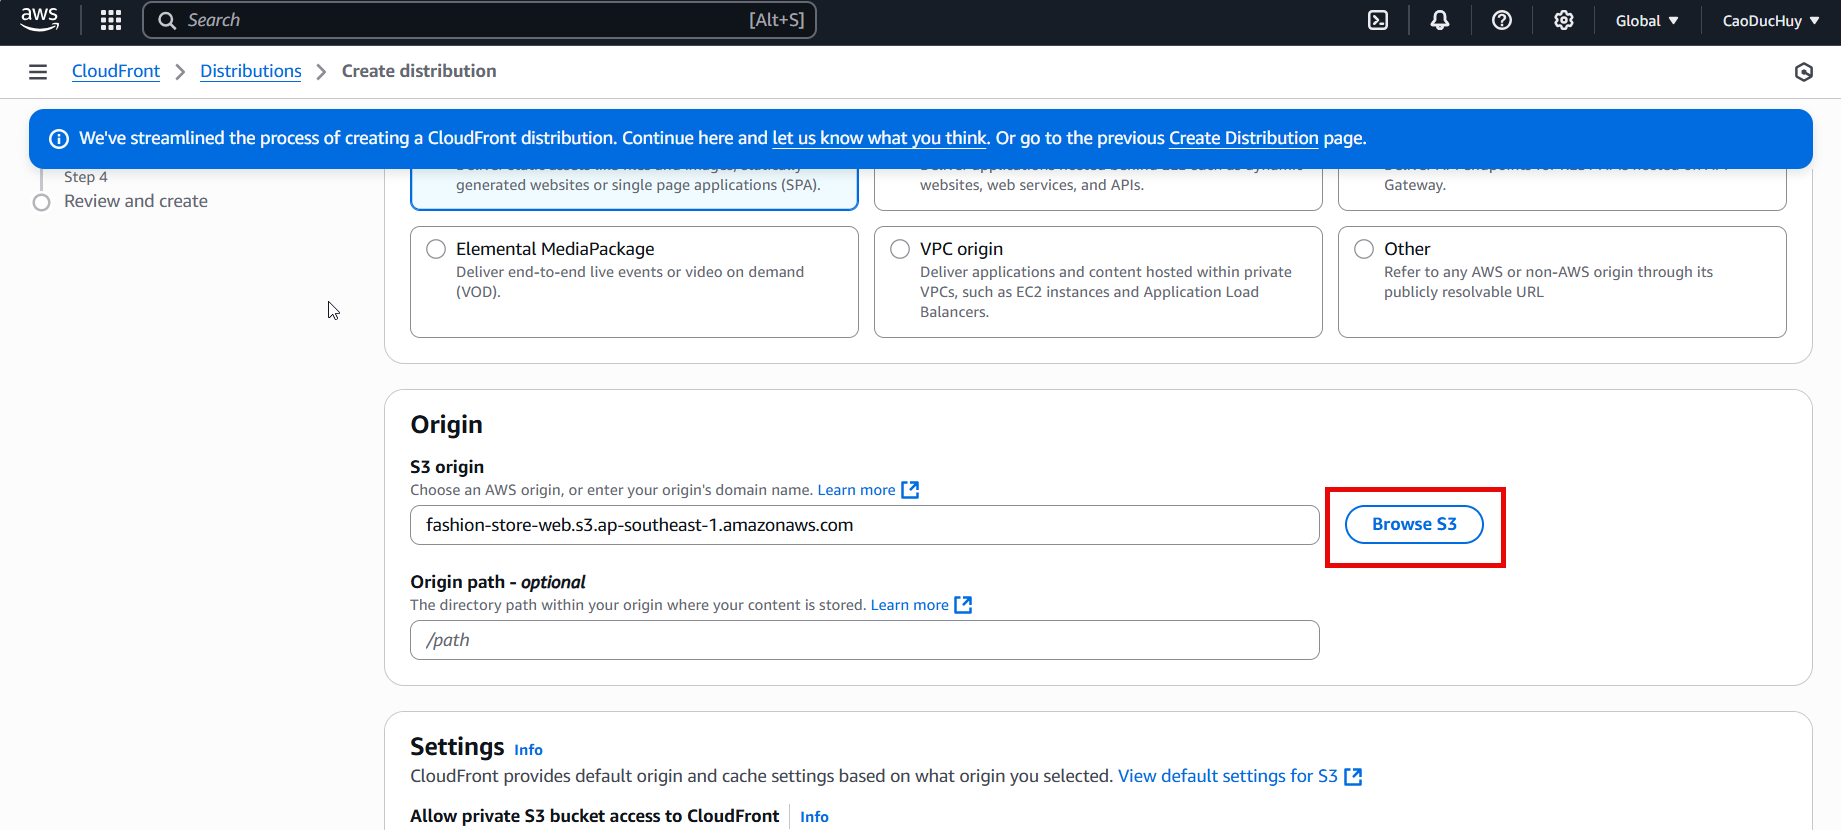 aws
Search
[Alt+S]
Global
CaoDucHuy
CloudFront
Distributions
Create distribution
We've streamlined the process of creating a CloudFront distribution. Continue here and let us know what you think. Or go to the previous Create Distribution page.
Step 4
Review and create
generated websites or single page applications (SPA).
websites, web services, and APIs.
Gateway.
Elemental MediaPackage
Deliver end-to-end live events or video on demand
(VOD).
VPC origin
Deliver applications and content hosted within private
VPCs, such as EC2 instances and Application Load
Balancers.
Other
Refer to any AWS or non-AWS origin through its
publicly resolvable URL
Origin
S3 origin
Choose an AWS origin, or enter your origin's domain name. Learn more
fashion-store-web.s3.ap-southeast-1.amazonaws.com
Browse S3
Origin path - optional
The directory path within your origin where your content is stored. Learn more
/path
Settings Info
CloudFront provides default origin and cache settings based on what origin you selected. View default settings for S3
Allow private S3 bucket access to CloudFront
Info